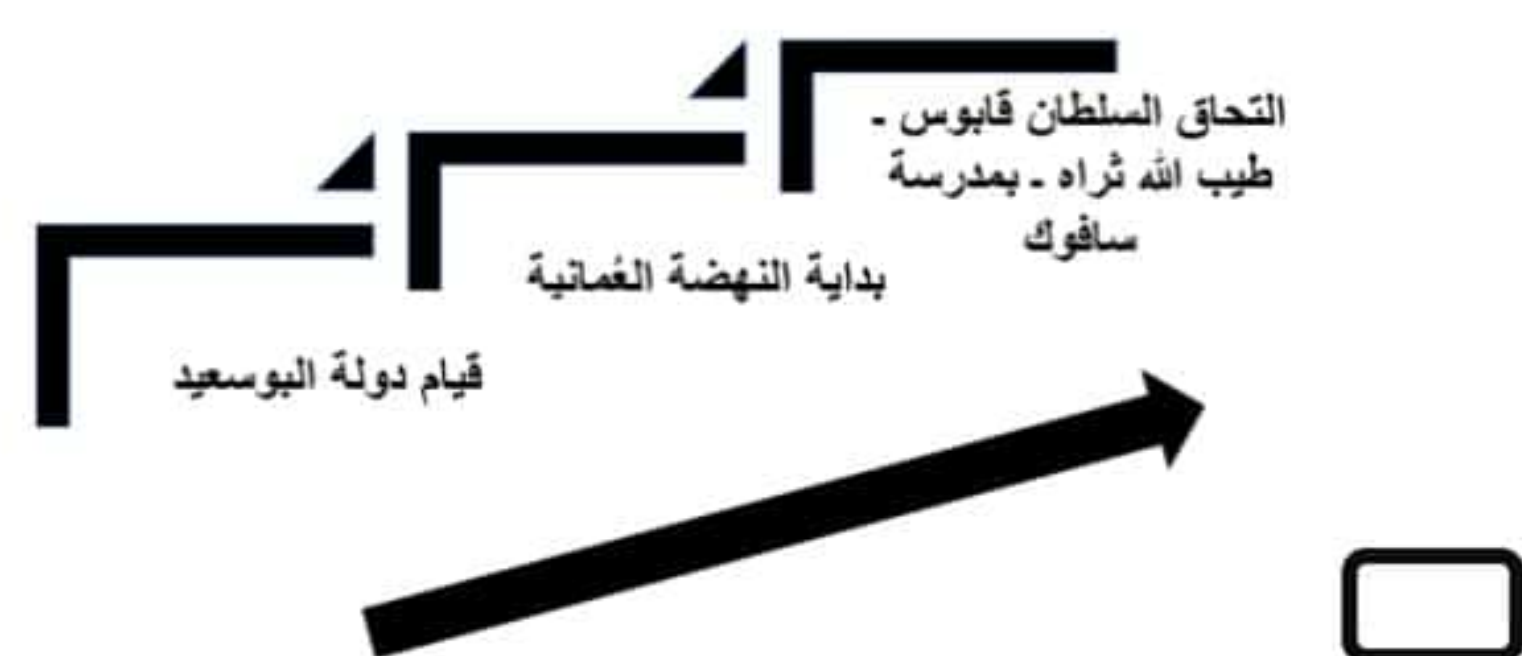 التحاق السلطان قابوس -
طيب الله ثراه - بمدرسة
سافوك
بداية النهضة العُمانية
قيام دولة البوسعيد